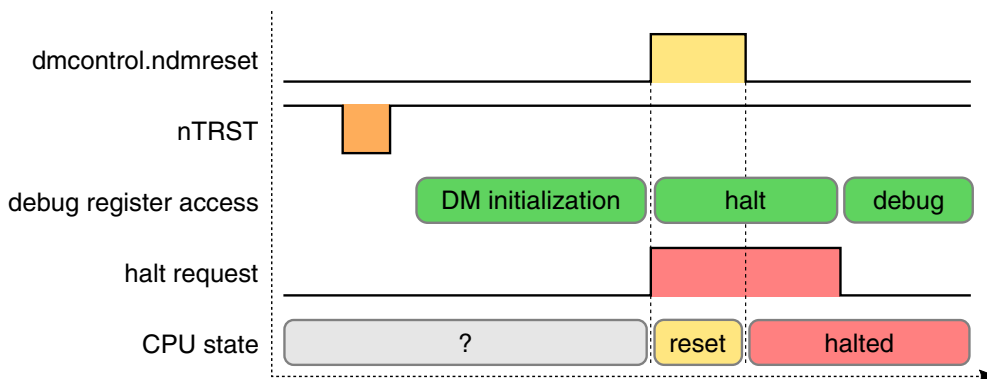 dmcontrol.ndmreset
nTRST
debug register access
DM initialization
halt
debug
halt request
CPU state
?
reset
halted